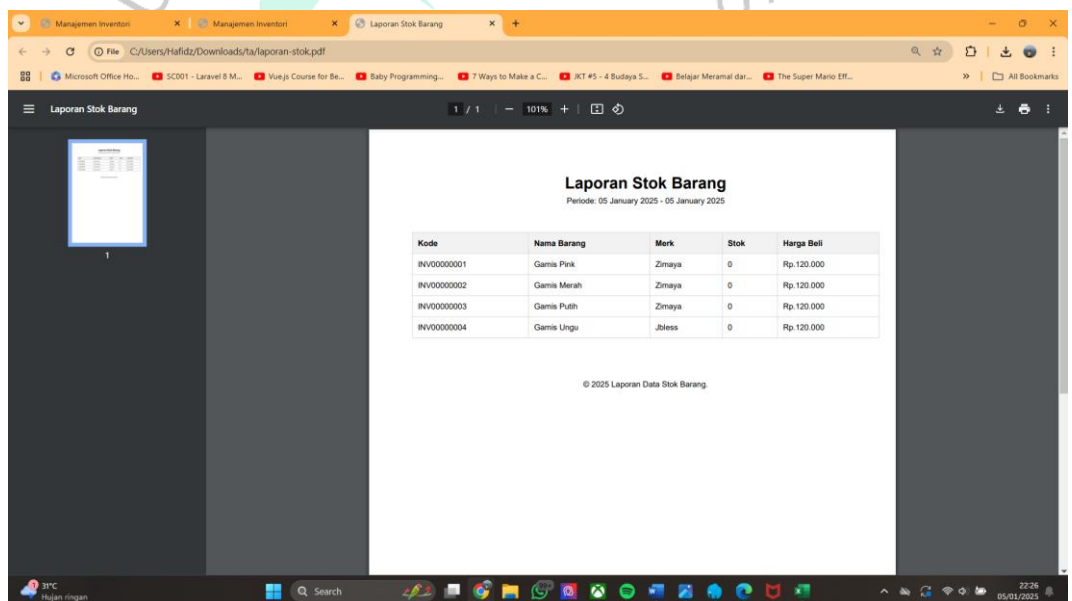 Manajemen Inventori
Manajemen Inventori
Laporan Stok Barang
File C:/Users/Hafidz/Downloads/ta/laporan-stok.pdf
Microsoft Office Ho...
SC001 - Laravel 8 M...
Vue.js Course for Be...
Baby Programming...
7 Ways to Make a C...
JKT #5 - 4 Budaya S...
Belajar Meramal dar...
The Super Mario Eff...
All Bookmarks
Laporan Stok Barang
1 / 1
101%
1
Laporan Stok Barang
Periode: 05 January 2025 - 05 January 2025
Kode Nama Barang Merk Stok Harga Beli
INV00000001 Gamis Pink Zimaya 0 Rp.120.000
INV00000002 Gamis Merah Zimaya 0 Rp.120.000
INV00000003 Gamis Putih Zimaya 0 Rp.120.000
INV00000004 Gamis Ungu Jbless 0 Rp.120.000
© 2025 Laporan Data Stok Barang.
1
31°C
Hujan ringan
Search
22:26
05/01/2025